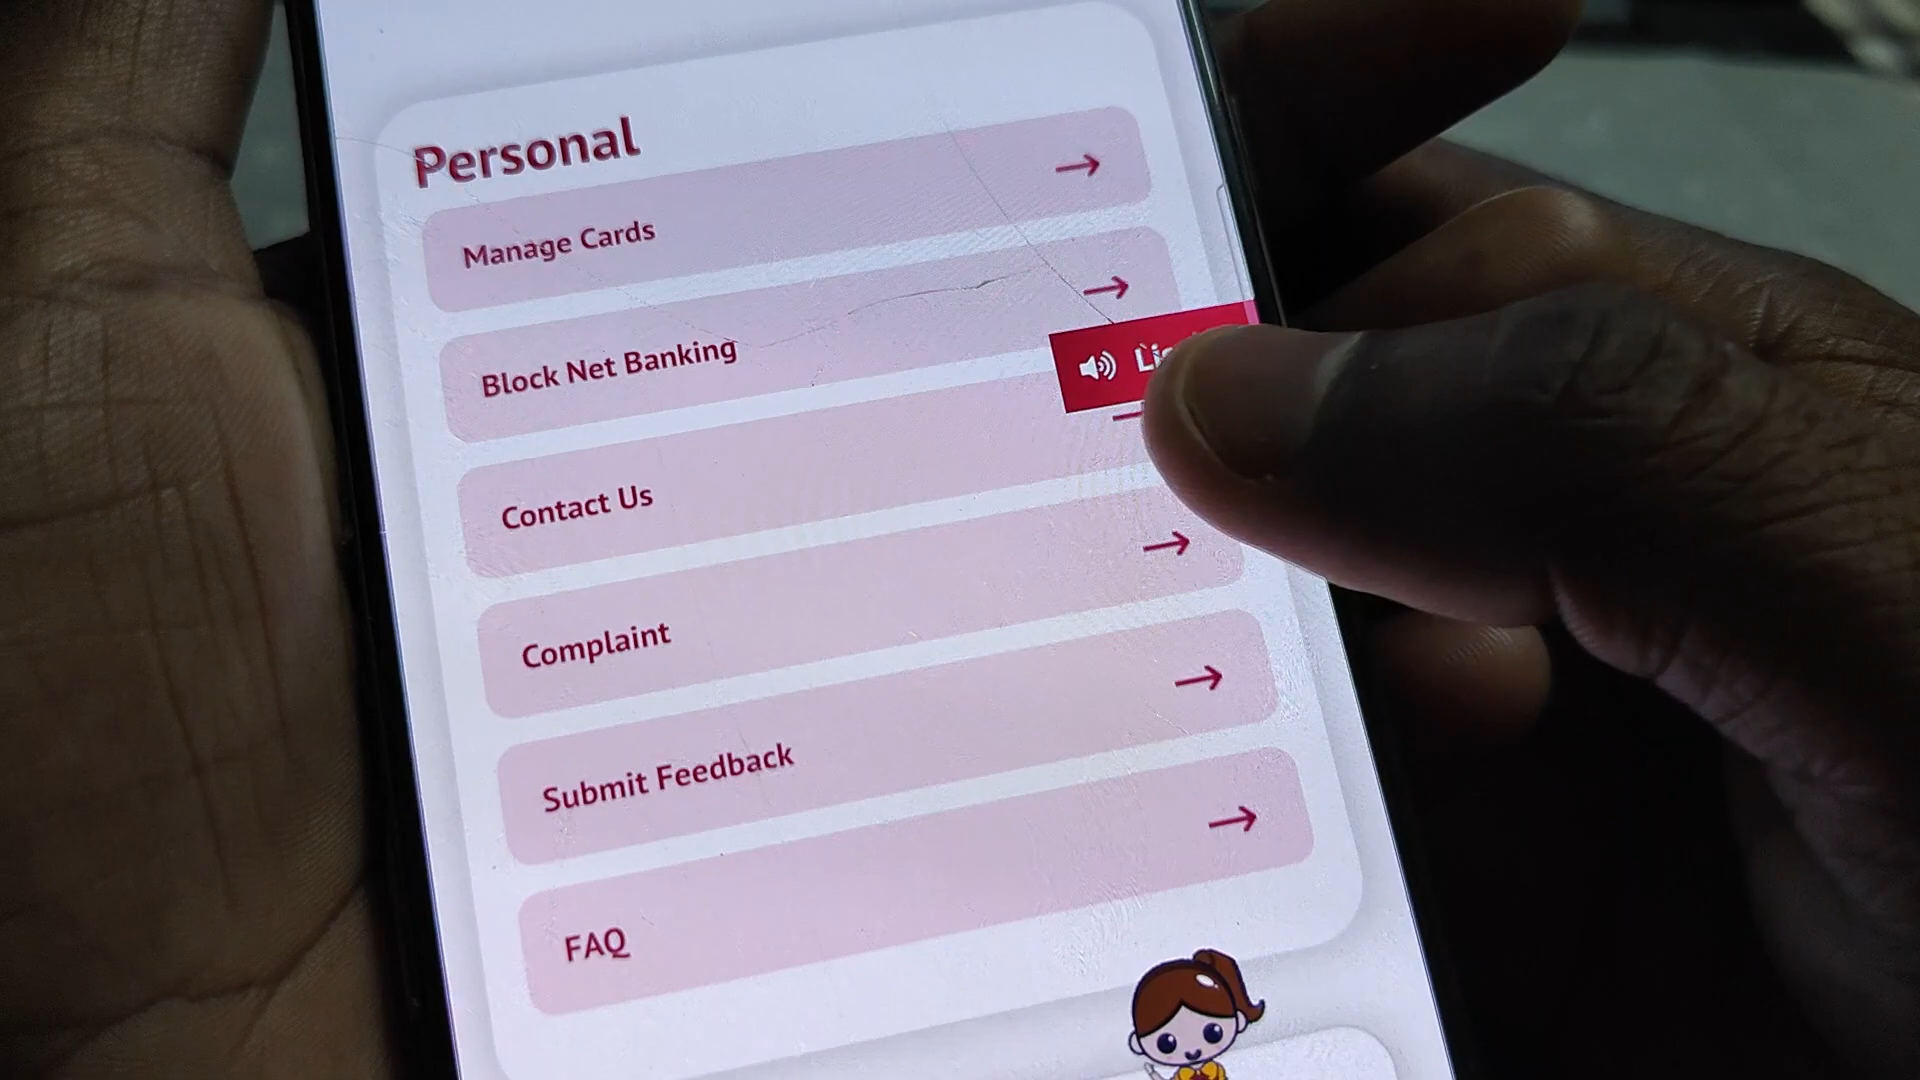 Personal
Manage Cards
Block Net Banking
Contact Us
Complaint
Submit Feedback
FAQ